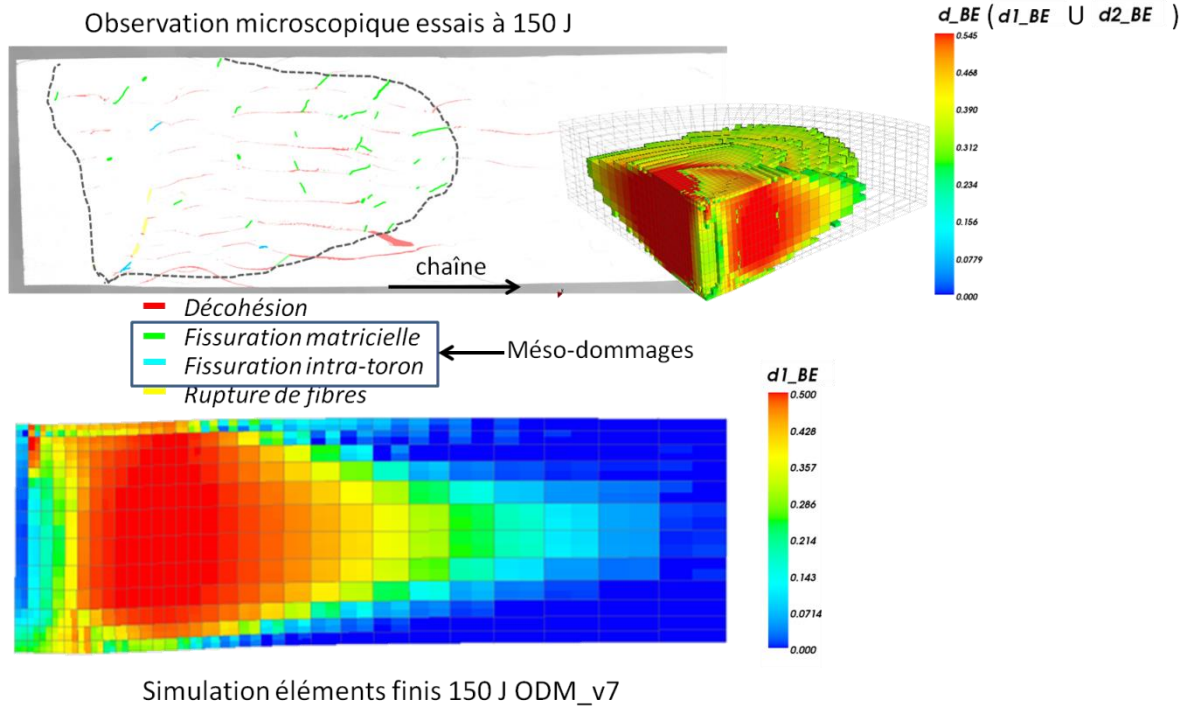 Observation microscopique essais à 150 J
d_BE ( d1_BE U d2_BE )
0.545
0.468
0.390
0.312
0.234
0.156
0.0779
0.000
chaîne
Décohésion
Fissuration matricielle
Fissuration intra-toron
Rupture de fibres
Méso-dommages
d1_BE
0.500
0.428
0.357
0.286
0.214
0.143
0.0714
0.000
Simulation éléments finis 150 J ODM_v7